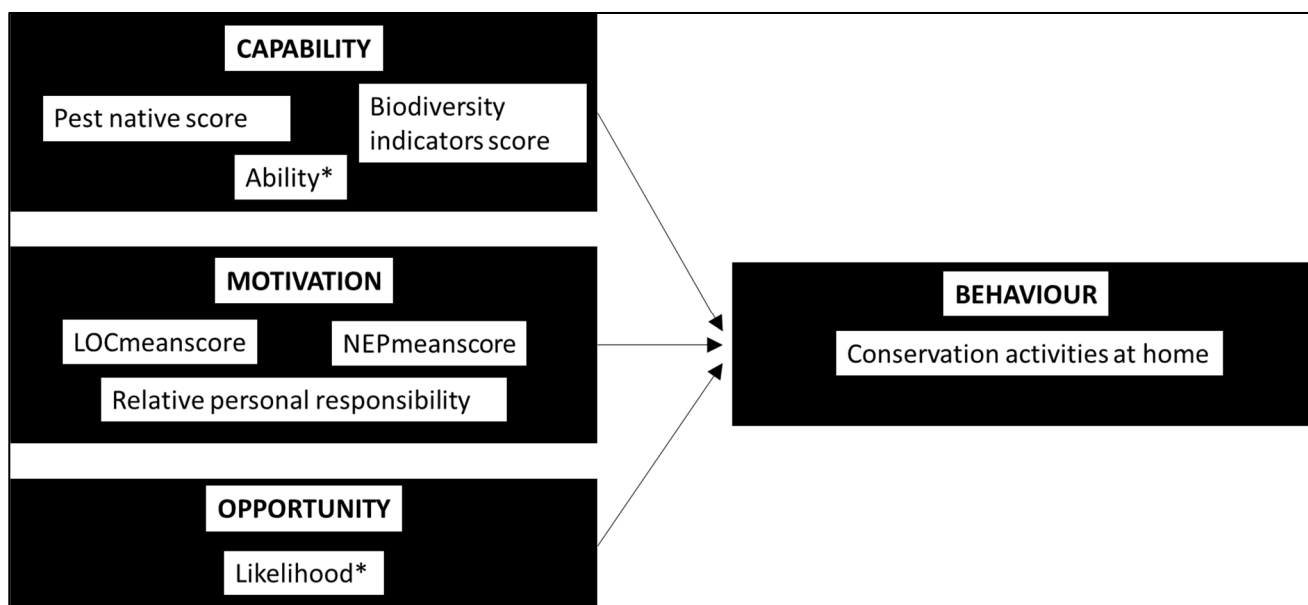 CAPABILITY
Pest native score
Biodiversity
indicators score
Ability*
MOTIVATION
LOCmeanscore
NEPmeanscore
Relative personal responsibility
OPPORTUNITY
Likelihood*
BEHAVIOUR
Conservation activities at home